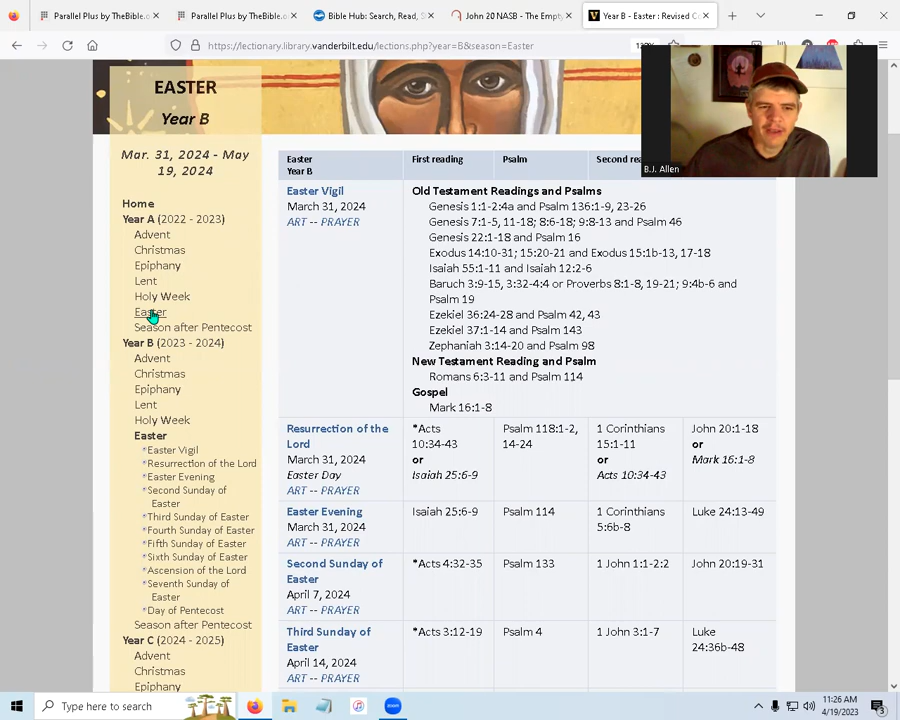 Parallel Plus by TheBible.o
Parallel Plus by TheBible.o
Bible Hub: Search, Read, S
John 20 NASB - The Empty
Year B - Easter : Revised C
https://lectionary.library.vanderbilt.edu/lections.php?year=B&season=Easter
B.J. Allen
EASTER
Year B
Mar. 31, 2024 - May
19, 2024
Home
Year A (2022 - 2023)
Advent
Christmas
Epiphany
Lent
Holy Week
Easter
Season after Pentecost
Year B (2023 - 2024)
Advent
Christmas
Epiphany
Lent
Holy Week
Easter
Easter Vigil
Resurrection of the Lord
Easter Evening
Second Sunday of
Easter
Third Sunday of Easter
Fourth Sunday of Easter
Fifth Sunday of Easter
Sixth Sunday of Easter
Ascension of the Lord
Seventh Sunday of
Easter
Day of Pentecost
Season after Pentecost
Year C (2024 - 2025)
Advent
Christmas
Epiphany
Easter
Year B
First reading
Psalm
Second
Easter Vigil
March 31, 2024
ART -- PRAYER
Old Testament Readings and Psalms
Genesis 1:1-2:4a and Psalm 136:1-9, 23-26
Genesis 7:1-5, 11-18; 8:6-18; 9:8-13 and Psalm 46
Genesis 22:1-18 and Psalm 16
Exodus 14:10-31; 15:20-21 and Exodus 15:1b-13, 17-18
Isaiah 55:1-11 and Isaiah 12:2-6
Baruch 3:9-15, 3:32-4:4 or Proverbs 8:1-8, 19-21; 9:4b-6 and
Psalm 19
Ezekiel 36:24-28 and Psalm 42, 43
Ezekiel 37:1-14 and Psalm 143
Zephaniah 3:14-20 and Psalm 98
New Testament Reading and Psalm
Romans 6:3-11 and Psalm 114
Gospel
Mark 16:1-8
Resurrection of the
Lord
March 31, 2024
Easter Day
ART -- PRAYER
*Acts
10:34-43
or
Isaiah 25:6-9
Psalm 118:1-2,
14-24
1 Corinthians
15:1-11
or
Acts 10:34-43
John 20:1-18
or
Mark 16:1-8
Easter Evening
March 31, 2024
ART -- PRAYER
Isaiah 25:6-9
Psalm 114
1 Corinthians
5:6b-8
Luke 24:13-49
Second Sunday of
Easter
April 7, 2024
ART -- PRAYER
*Acts 4:32-35
Psalm 133
1 John 1:1-2:2
John 20:19-31
Third Sunday of
Easter
April 14, 2024
ART -- PRAYER
*Acts 3:12-19
Psalm 4
1 John 3:1-7
Luke
24:36b-48
Type here to search
zoom
11:26 AM
4/19/2023
3